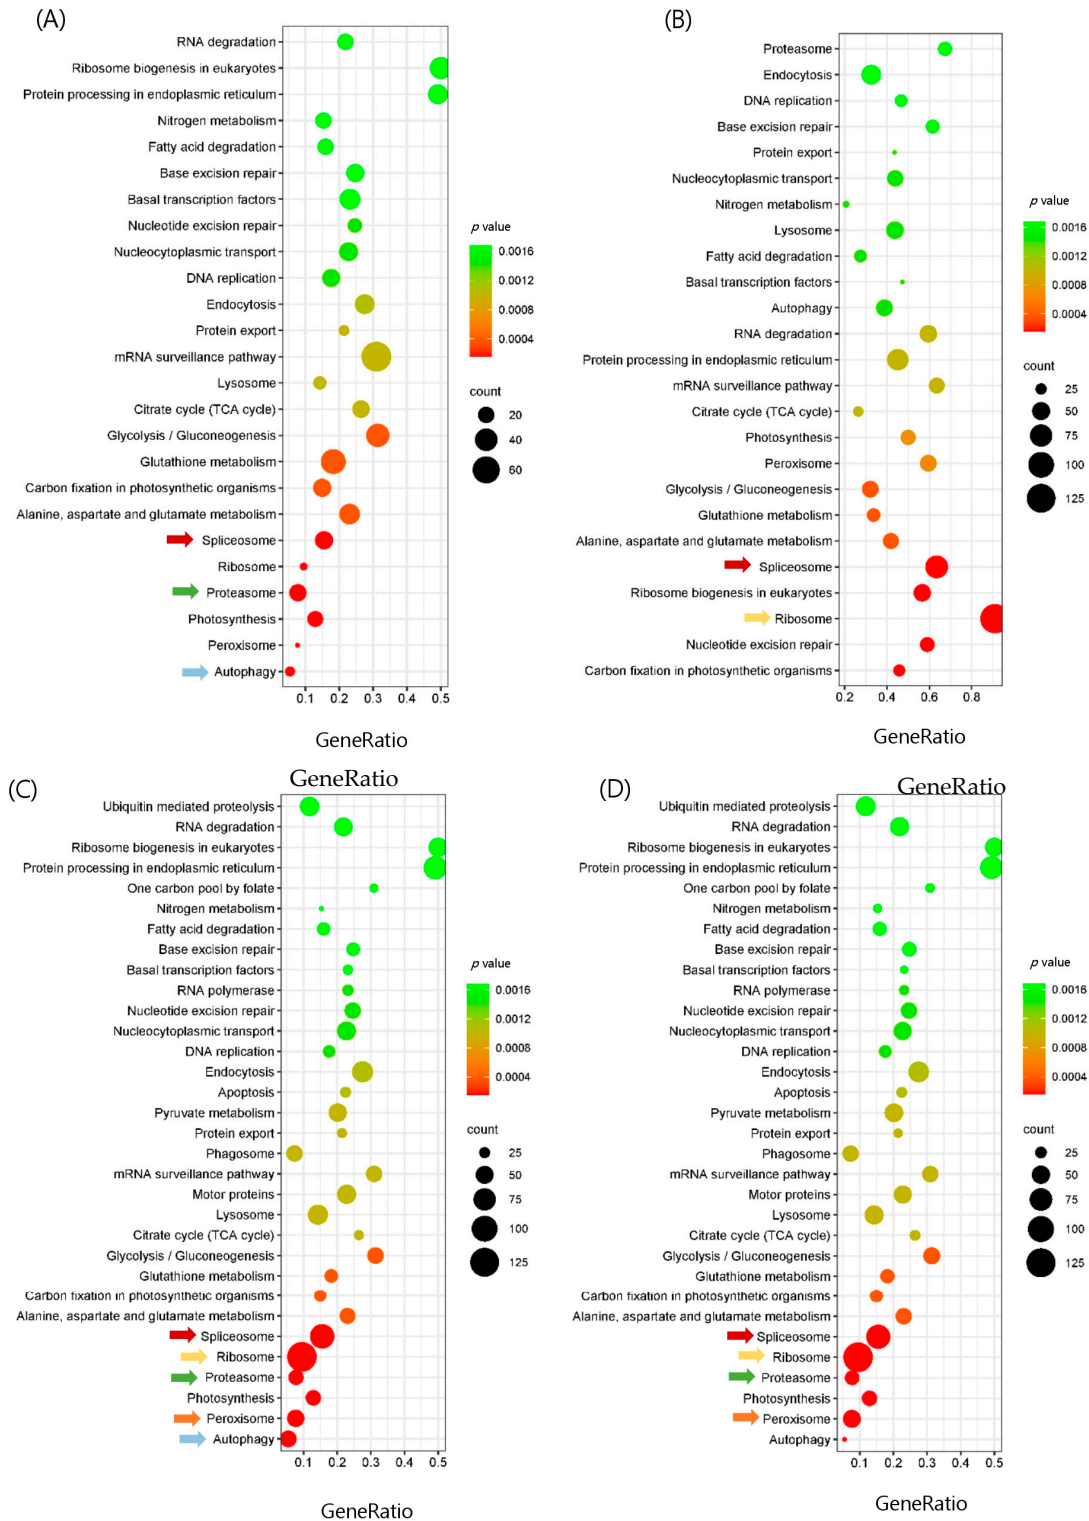 (A)
RNA degradation
Ribosome biogenesis in eukaryotes
Protein processing in endoplasmic reticulum
Nitrogen metabolism
Fatty acid degradation
Base excision repair
Basal transcription factors
Nucleotide excision repair
Nucleocytoplasmic transport
DNA replication
Endocytosis
Protein export
mRNA surveillance pathway
Lysosome
Citrate cycle (TCA cycle)
Glycolysis / Gluconeogenesis
Glutathione metabolism
Carbon fixation in photosynthetic organisms
Alanine, aspartate and glutamate metabolism
Spliceosome
Ribosome
Proteasome
Photosynthesis
Peroxisome
Autophagy
0.1 0.2 0.3 0.4 0.5
GeneRatio
p value
0.0016
0.0012
0.0008
0.0004
count
20
40
60
(B)
Proteasome
Endocytosis
DNA replication
Base excision repair
Protein export
Nucleocytoplasmic transport
Nitrogen metabolism
Lysosome
Fatty acid degradation
Basal transcription factors
Autophagy
RNA degradation
Protein processing in endoplasmic reticulum
mRNA surveillance pathway
Citrate cycle (TCA cycle)
Photosynthesis
Peroxisome
Glycolysis / Gluconeogenesis
Glutathione metabolism
Alanine, aspartate and glutamate metabolism
Spliceosome
Ribosome biogenesis in eukaryotes
Ribosome
Nucleotide excision repair
Carbon fixation in photosynthetic organisms
0.2 0.4 0.6 0.8
GeneRatio
p value
0.0016
0.0012
0.0008
0.0004
count
25
50
75
100
125
(C)
GeneRatio
Ubiquitin mediated proteolysis
RNA degradation
Ribosome biogenesis in eukaryotes
Protein processing in endoplasmic reticulum
One carbon pool by folate
Nitrogen metabolism
Fatty acid degradation
Base excision repair
Basal transcription factors
RNA polymerase
Nucleotide excision repair
Nucleocytoplasmic transport
DNA replication
Endocytosis
Apoptosis
Pyruvate metabolism
Protein export
Phagosome
mRNA surveillance pathway
Motor proteins
Lysosome
Citrate cycle (TCA cycle)
Glycolysis / Gluconeogenesis
Glutathione metabolism
Carbon fixation in photosynthetic organisms
Alanine, aspartate and glutamate metabolism
Spliceosome
Ribosome
Proteasome
Photosynthesis
Peroxisome
Autophagy
0.1 0.2 0.3 0.4 0.5
GeneRatio
p value
0.0016
0.0012
0.0008
0.0004
count
25
50
75
100
125
(D)
GeneRatio
Ubiquitin mediated proteolysis
RNA degradation
Ribosome biogenesis in eukaryotes
Protein processing in endoplasmic reticulum
One carbon pool by folate
Nitrogen metabolism
Fatty acid degradation
Base excision repair
Basal transcription factors
RNA polymerase
Nucleotide excision repair
Nucleocytoplasmic transport
DNA replication
Endocytosis
Apoptosis
Pyruvate metabolism
Protein export
Phagosome
mRNA surveillance pathway
Motor proteins
Lysosome
Citrate cycle (TCA cycle)
Glycolysis / Gluconeogenesis
Glutathione metabolism
Carbon fixation in photosynthetic organisms
Alanine, aspartate and glutamate metabolism
Spliceosome
Ribosome
Proteasome
Photosynthesis
Peroxisome
Autophagy
0.1 0.2 0.3 0.4 0.5
GeneRatio
p value
0.0016
0.0012
0.0008
0.0004
count
25
50
75
100
125